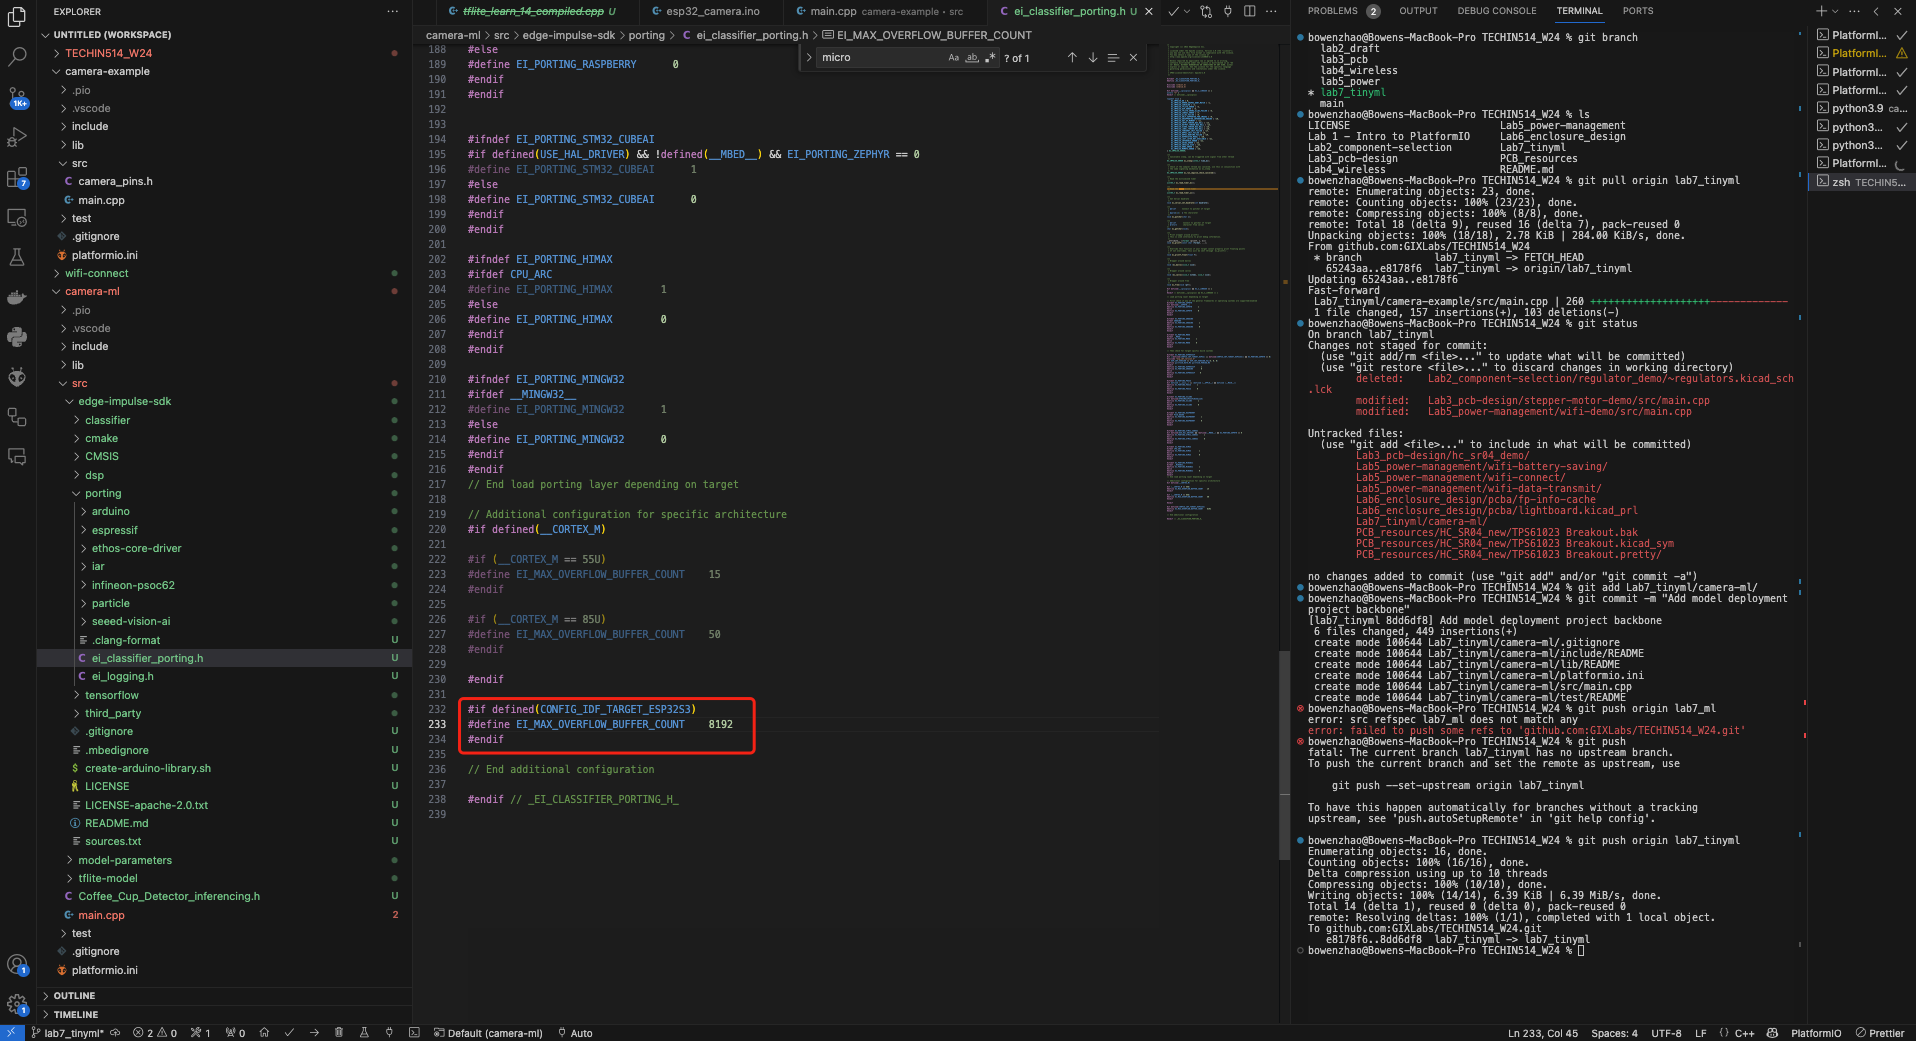 EXPLORER
UNTITLED (WORKSPACE)
TECHIN514_W24
camera-example
.pio
.vscode
include
lib
src
camera_pins.h
main.cpp
test
.gitignore
platformio.ini
wifi-connect
camera-ml
.pio
.vscode
include
lib
src
edge-impulse-sdk
classifier
cmake
CMSIS
dsp
porting
arduino
espressif
ethos-core-driver
iar
infineon-psoc62
particle
seeed-vision-ai
.clang-format U
ei_classifier_porting.h U
ei_logging.h U
tensorflow
third_party
.gitignore U
.mbedignore U
create-arduino-library.sh U
LICENSE U
LICENSE-apache-2.0.txt U
README.md U
sources.txt U
model-parameters
tflite-model
Coffee_Cup_Detector_inferencing.h U
main.cpp 2
test
.gitignore
platformio.ini
OUTLINE
TIMELINE
1K+
7
1
1
tflite_learn_14_compiled.cpp U
esp32_camera.ino
main.cpp camera-example • src
ei_classifier_porting.h U
camera-ml > src > edge-impulse-sdk > porting > ei_classifier_porting.h > EI_MAX_OVERFLOW_BUFFER_COUNT
micro Aa ab ? of 1
188 #else
189 #define EI_PORTING_RASPBERRY 0
190 #endif
191 #endif
192
193
194 #ifndef EI_PORTING_STM32_CUBEAI
195 #if defined(USE_HAL_DRIVER) && !defined(__MBED__) && EI_PORTING_ZEPHYR == 0
196 #define EI_PORTING_STM32_CUBEAI 1
197 #else
198 #define EI_PORTING_STM32_CUBEAI 0
199 #endif
200 #endif
201
202 #ifndef EI_PORTING_HIMAX
203 #ifdef CPU_ARC
204 #define EI_PORTING_HIMAX 1
205 #else
206 #define EI_PORTING_HIMAX 0
207 #endif
208 #endif
209
210 #ifndef EI_PORTING_MINGW32
211 #ifdef __MINGW32__
212 #define EI_PORTING_MINGW32 1
213 #else
214 #define EI_PORTING_MINGW32 0
215 #endif
216 #endif
217 // End load porting layer depending on target
218
219 // Additional configuration for specific architecture
220 #if defined(__CORTEX_M)
221
222 #if (__CORTEX_M == 55U)
223 #define EI_MAX_OVERFLOW_BUFFER_COUNT 15
224 #endif
225
226 #if (__CORTEX_M == 85U)
227 #define EI_MAX_OVERFLOW_BUFFER_COUNT 50
228 #endif
229
230 #endif
231
232 #if defined(CONFIG_IDF_TARGET_ESP32S3)
233 #define EI_MAX_OVERFLOW_BUFFER_COUNT 8192
234 #endif
235
236 // End additional configuration
237
238 #endif // _EI_CLASSIFIER_PORTING_H_
239
PROBLEMS 2 OUTPUT DEBUG CONSOLE TERMINAL PORTS
bowenzhao@Bowens-MacBook-Pro TECHIN514_W24 % git branch
lab2_draft
lab3_pcb
lab4_wireless
lab5_power
* lab7_tinyml
main
bowenzhao@Bowens-MacBook-Pro TECHIN514_W24 % ls
LICENSE Lab5_power-management
Lab 1 – Intro to PlatformIO Lab6_enclosure_design
Lab2_component-selection Lab7_tinyml
Lab3_pcb-design PCB_resources
Lab4_wireless README.md
bowenzhao@Bowens-MacBook-Pro TECHIN514_W24 % git pull origin lab7_tinyml
remote: Enumerating objects: 23, done.
remote: Counting objects: 100% (23/23), done.
remote: Compressing objects: 100% (8/8), done.
remote: Total 18 (delta 9), reused 16 (delta 7), pack-reused 0
Unpacking objects: 100% (18/18), 2.78 KiB | 284.00 KiB/s, done.
From github.com:GIXLabs/TECHIN514_W24
* branch lab7_tinyml -> FETCH_HEAD
65243aa..e8178f6 lab7_tinyml -> origin/lab7_tinyml
Updating 65243aa..e8178f6
Fast-forward
Lab7_tinyml/camera-example/src/main.cpp | 260 +++++++++++++++++++++-------------
1 file changed, 157 insertions(+), 103 deletions(-)
bowenzhao@Bowens-MacBook-Pro TECHIN514_W24 % git status
On branch lab7_tinyml
Changes not staged for commit:
(use "git add/rm <file>..." to update what will be committed)
(use "git restore <file>..." to discard changes in working directory)
deleted: Lab2_component-selection/regulator_demo/~regulators.kicad_sch
.lck
modified: Lab3_pcb-design/stepper-motor-demo/src/main.cpp
modified: Lab5_power-management/wifi-demo/src/main.cpp
Untracked files:
(use "git add <file>..." to include in what will be committed)
Lab3_pcb-design/hc_sr04_demo/
Lab5_power-management/wifi-battery-saving/
Lab5_power-management/wifi-connect/
Lab5_power-management/wifi-data-transmit/
Lab6_enclosure_design/pcba/fp-info-cache
Lab6_enclosure_design/pcba/lightboard.kicad_prl
Lab7_tinyml/camera-ml/
PCB_resources/HC_SR04_new/TPS61023 Breakout.bak
PCB_resources/HC_SR04_new/TPS61023 Breakout.kicad_sym
PCB_resources/HC_SR04_new/TPS61023 Breakout.pretty/
no changes added to commit (use "git add" and/or "git commit -a")
bowenzhao@Bowens-MacBook-Pro TECHIN514_W24 % git add Lab7_tinyml/camera-ml/
bowenzhao@Bowens-MacBook-Pro TECHIN514_W24 % git commit -m "Add model deployment
project backbone"
[lab7_tinyml 8dd6df8] Add model deployment project backbone
6 files changed, 449 insertions(+)
create mode 100644 Lab7_tinyml/camera-ml/.gitignore
create mode 100644 Lab7_tinyml/camera-ml/include/README
create mode 100644 Lab7_tinyml/camera-ml/lib/README
create mode 100644 Lab7_tinyml/camera-ml/platformio.ini
create mode 100644 Lab7_tinyml/camera-ml/src/main.cpp
create mode 100644 Lab7_tinyml/camera-ml/test/README
bowenzhao@Bowens-MacBook-Pro TECHIN514_W24 % git push origin lab7_ml
error: src refspec lab7_ml does not match any
error: failed to push some refs to 'github.com:GIXLabs/TECHIN514_W24.git'
bowenzhao@Bowens-MacBook-Pro TECHIN514_W24 % git push
fatal: The current branch lab7_tinyml has no upstream branch.
To push the current branch and set the remote as upstream, use
git push --set-upstream origin lab7_tinyml
To have this happen automatically for branches without a tracking
upstream, see 'push.autoSetupRemote' in 'git help config'.
bowenzhao@Bowens-MacBook-Pro TECHIN514_W24 % git push origin lab7_tinyml
Enumerating objects: 16, done.
Counting objects: 100% (16/16), done.
Delta compression using up to 10 threads
Compressing objects: 100% (10/10), done.
Writing objects: 100% (14/14), 6.39 KiB | 6.39 MiB/s, done.
Total 14 (delta 1), reused 0 (delta 0), pack-reused 0
remote: Resolving deltas: 100% (1/1), completed with 1 local object.
To github.com:GIXLabs/TECHIN514_W24.git
e8178f6..8dd6df8 lab7_tinyml -> lab7_tinyml
bowenzhao@Bowens-MacBook-Pro TECHIN514_W24 %
PlatformI...
PlatformI...
PlatformI...
PlatformI...
python3.9 ca...
python3...
python3...
PlatformI...
zsh TECHIN5...
lab7_tinyml* 2 0 1 0 Default (camera-ml) Auto
Ln 233, Col 45 Spaces: 4 UTF-8 LF {} C++ PlatformIO Prettier